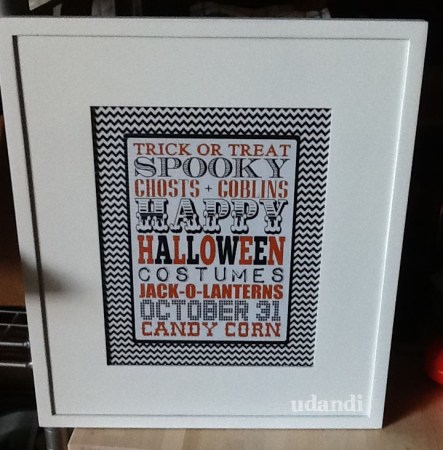 TRICK OR TREAT
SPOOKY
GHOSTS + GOBLINS
HAPPY
HALLOWEEN
COSTUMES
JACK-O-LANTERNS
OCTOBER 31
CANDY CORN
udandi